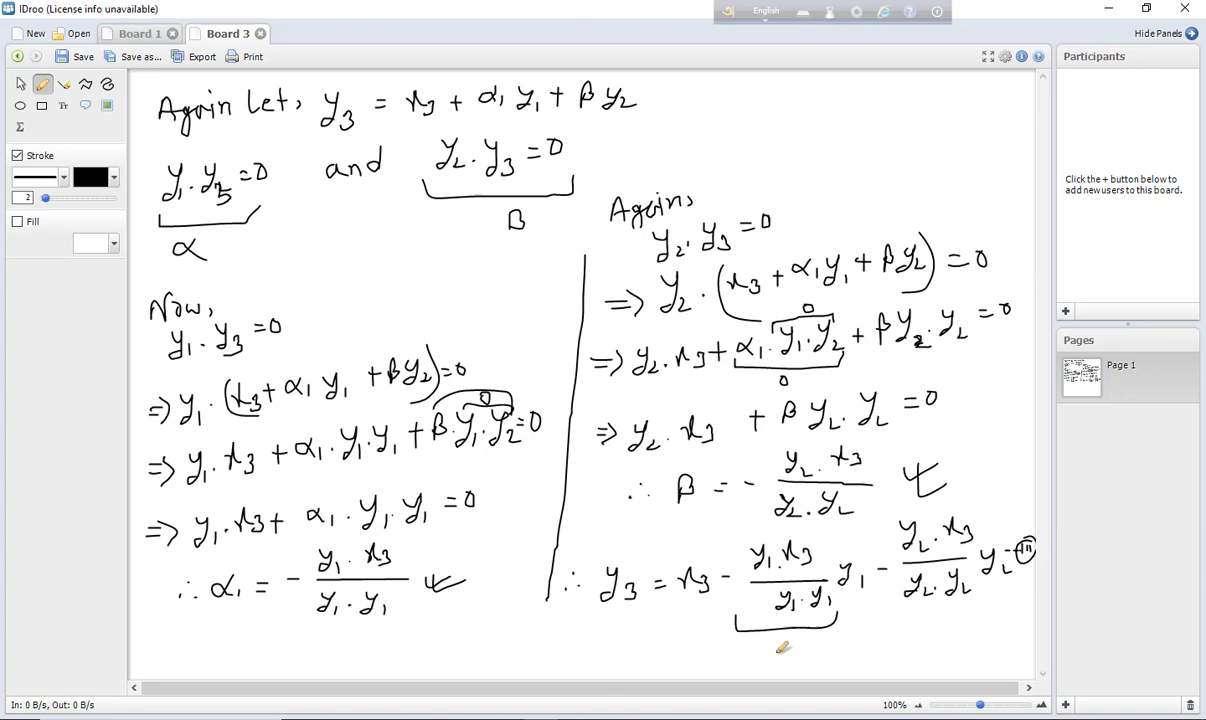 IDroo (License info unavailable)
English
New Open Board 1 Board 3 Hide Panels
Save Save as... Export Print
Participants
Click the + button below to
add new users to this board.
Pages
Page 1
Tr
Σ
Stroke
2
Fill
Again Let, y₃ = x₃ + α₁ y₁ + β y₂
y₁ . y₃ = 0 and y₂ . y₃ = 0
α β
Now,
y₁ . y₃ = 0
=> y₁ . (x₃ + α₁ y₁ + β y₂) = 0
0
=> y₁ . x₃ + α₁ . y₁ . y₁ + β . y₁ . y₂ = 0
=> y₁ . x₃ + α₁ . y₁ . y₁ = 0
∴ α₁ = - y₁ . x₃ / y₁ . y₁
Again,
y₂ . y₃ = 0
=> y₂ . (x₃ + α₁ y₁ + β y₂) = 0
0
=> y₂ . x₃ + α₁ . y₁ . y₂ + β y₂ . y₂ = 0
0
=> y₂ . x₃ + β y₂ . y₂ = 0
∴ β = - y₂ . x₃ / y₂ . y₂
∴ y₃ = x₃ - y₁ . x₃ / y₁ . y₁ y₁ - y₂ . x₃ / y₂ . y₂ y₂ - (iii)
In: 0 B/s, Out: 0 B/s 100%